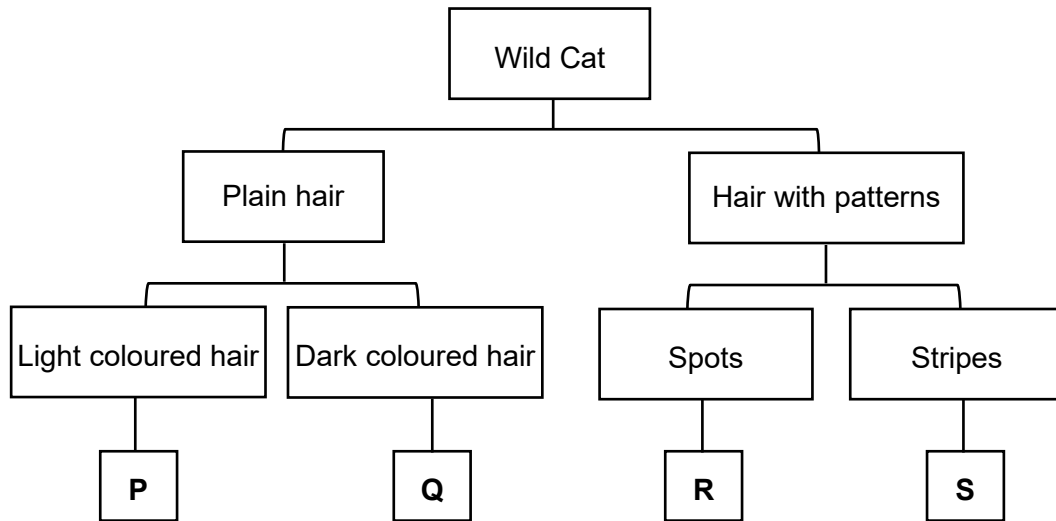 Wild Cat
Plain hair
Hair with patterns
Light coloured hair
Dark coloured hair
Spots
Stripes
P
Q
R
S